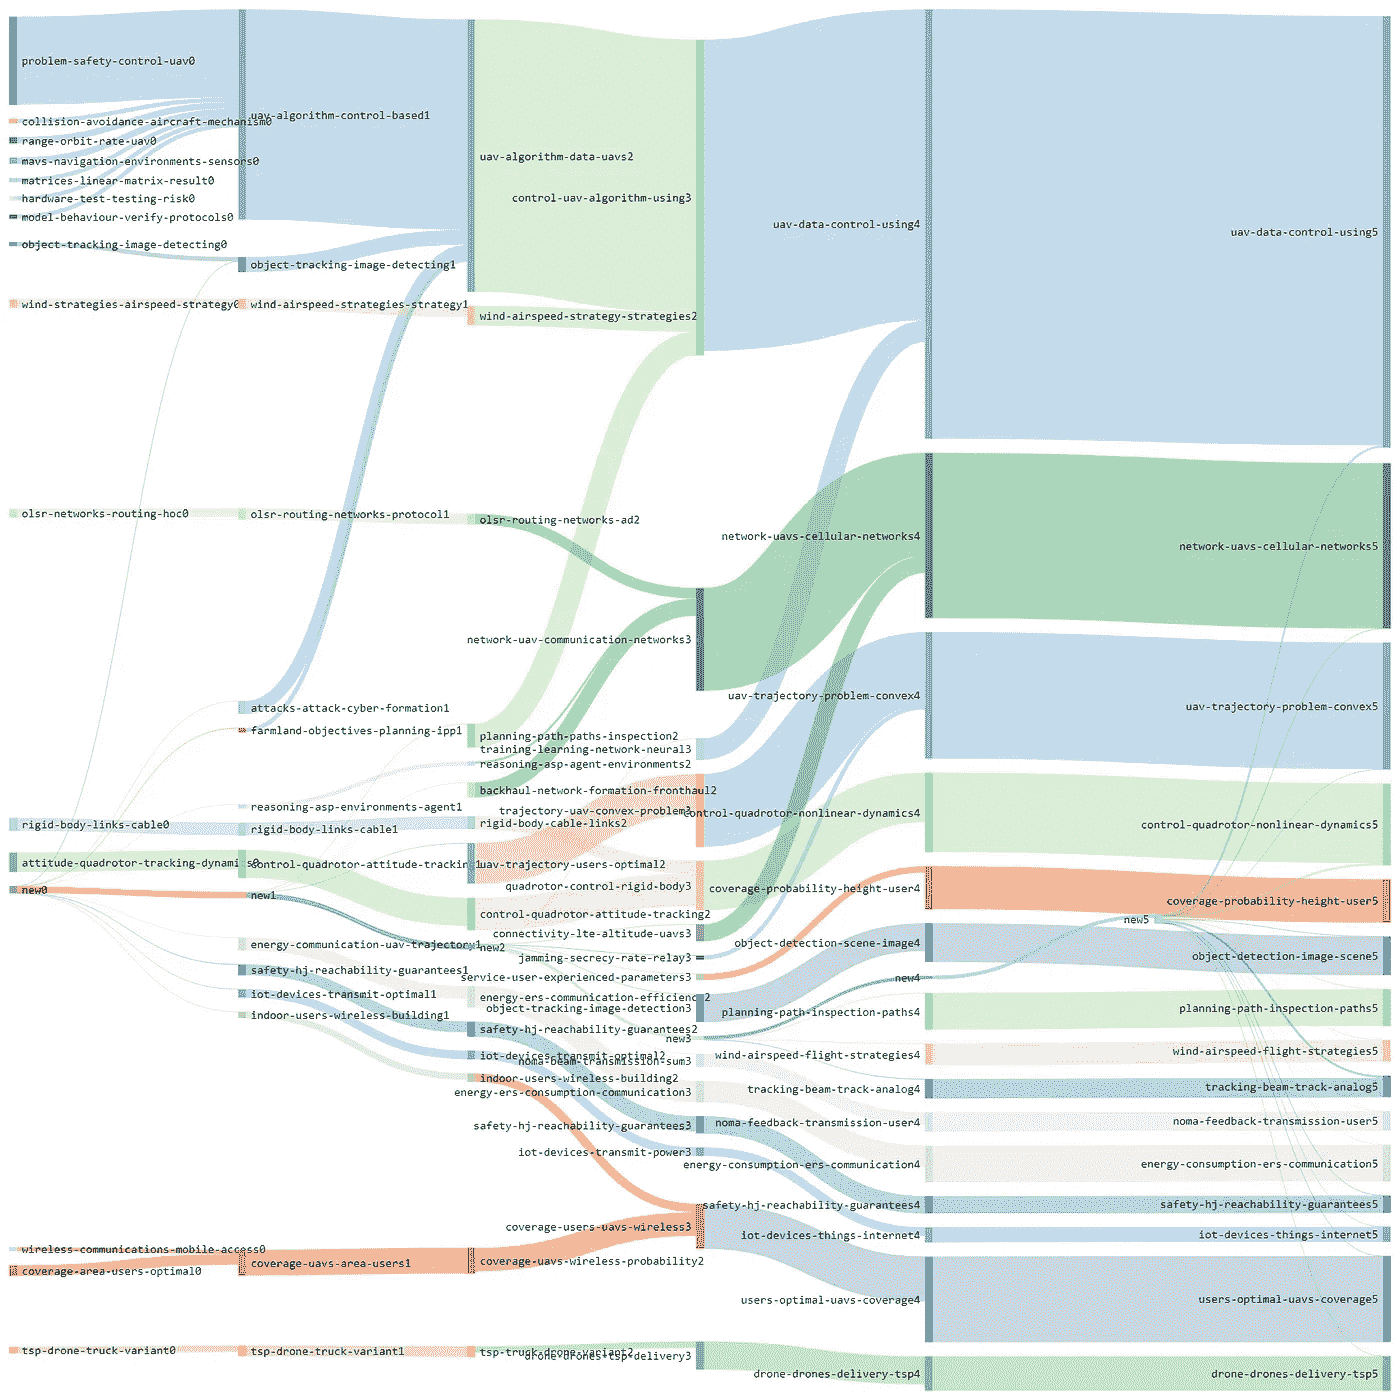 problem-safety-control-uav0
collision-avoidance-aircraft-mechanism0
range-orbit-rate-uav0
mavs-navigation-environments-sensors0
matrices-linear-matrix-result0
hardware-test-testing-risk0
model-behaviour-verify-protocols0
object-tracking-image-detecting0
wind-strategies-airspeed-strategy0
olsr-networks-routing-hoc0
rigid-body-links-cable0
attitude-quadrotor-tracking-dynamics0
new0
wireless-communications-mobile-access0
coverage-area-users-optimal0
tsp-drone-truck-variant0
uav-algorithm-control-based1
object-tracking-image-detecting1
wind-airspeed-strategies-strategy1
olsr-routing-networks-protocol1
attacks-attack-cyber-formation1
farmland-objectives-planning-ipp1
reasoning-asp-environments-agent1
rigid-body-links-cable1
control-quadrotor-attitude-tracking1
new1
energy-communication-uav-trajectory1
safety-hj-reachability-guarantees1
iot-devices-transmit-optimal1
indoor-users-wireless-building1
coverage-uavs-area-users1
tsp-drone-truck-variant1
uav-algorithm-data-uavs2
wind-airspeed-strategy-strategies2
olsr-routing-networks-ad2
planning-path-paths-inspection2
reasoning-asp-agent-environments2
backhaul-network-formation-fronthaul2
rigid-body-cable-links2
uav-trajectory-users-optimal2
control-quadrotor-attitude-tracking2
new2
energy-ers-communication-efficienc 2
safety-hj-reachability-guarantees2
iot-devices-transmit-optimal2
indoor-users-wireless-building2
coverage-uavs-wireless-probability2
tsp-truck-drone-variant2
control-uav-algorithm-using3
network-uav-communication-networks3
training-learning-network-neural3
trajectory-uav-convex-problem3
quadrotor-control-rigid-body3
connectivity-lte-altitude-uavs3
jamming-secrecy-rate-relay3
service-user-experienced-parameters3
object-tracking-image-detection3
new3
noma-beam-transmission-sum3
energy-ers-consumption-communication3
safety-hj-reachability-guarantees3
iot-devices-transmit-power3
coverage-users-uavs-wireless3
drone-drones-tsp-delivery3
uav-data-control-using4
network-uavs-cellular-networks4
uav-trajectory-problem-convex4
control-quadrotor-nonlinear-dynamics4
coverage-probability-height-user4
object-detection-scene-image4
new4
planning-path-inspection-paths4
wind-airspeed-flight-strategies4
tracking-beam-track-analog4
noma-feedback-transmission-user4
energy-consumption-ers-communication4
safety-hj-reachability-guarantees4
iot-devices-things-internet4
users-optimal-uavs-coverage4
drone-drones-delivery-tsp4
uav-data-control-using5
network-uavs-cellular-networks5
uav-trajectory-problem-convex5
control-quadrotor-nonlinear-dynamics5
coverage-probability-height-user5
new5
object-detection-image-scene5
planning-path-inspection-paths5
wind-airspeed-flight-strategies5
tracking-beam-track-analog5
noma-feedback-transmission-user5
energy-consumption-ers-communication5
safety-hj-reachability-guarantees5
iot-devices-things-internet5
users-optimal-uavs-coverage5
drone-drones-delivery-tsp5